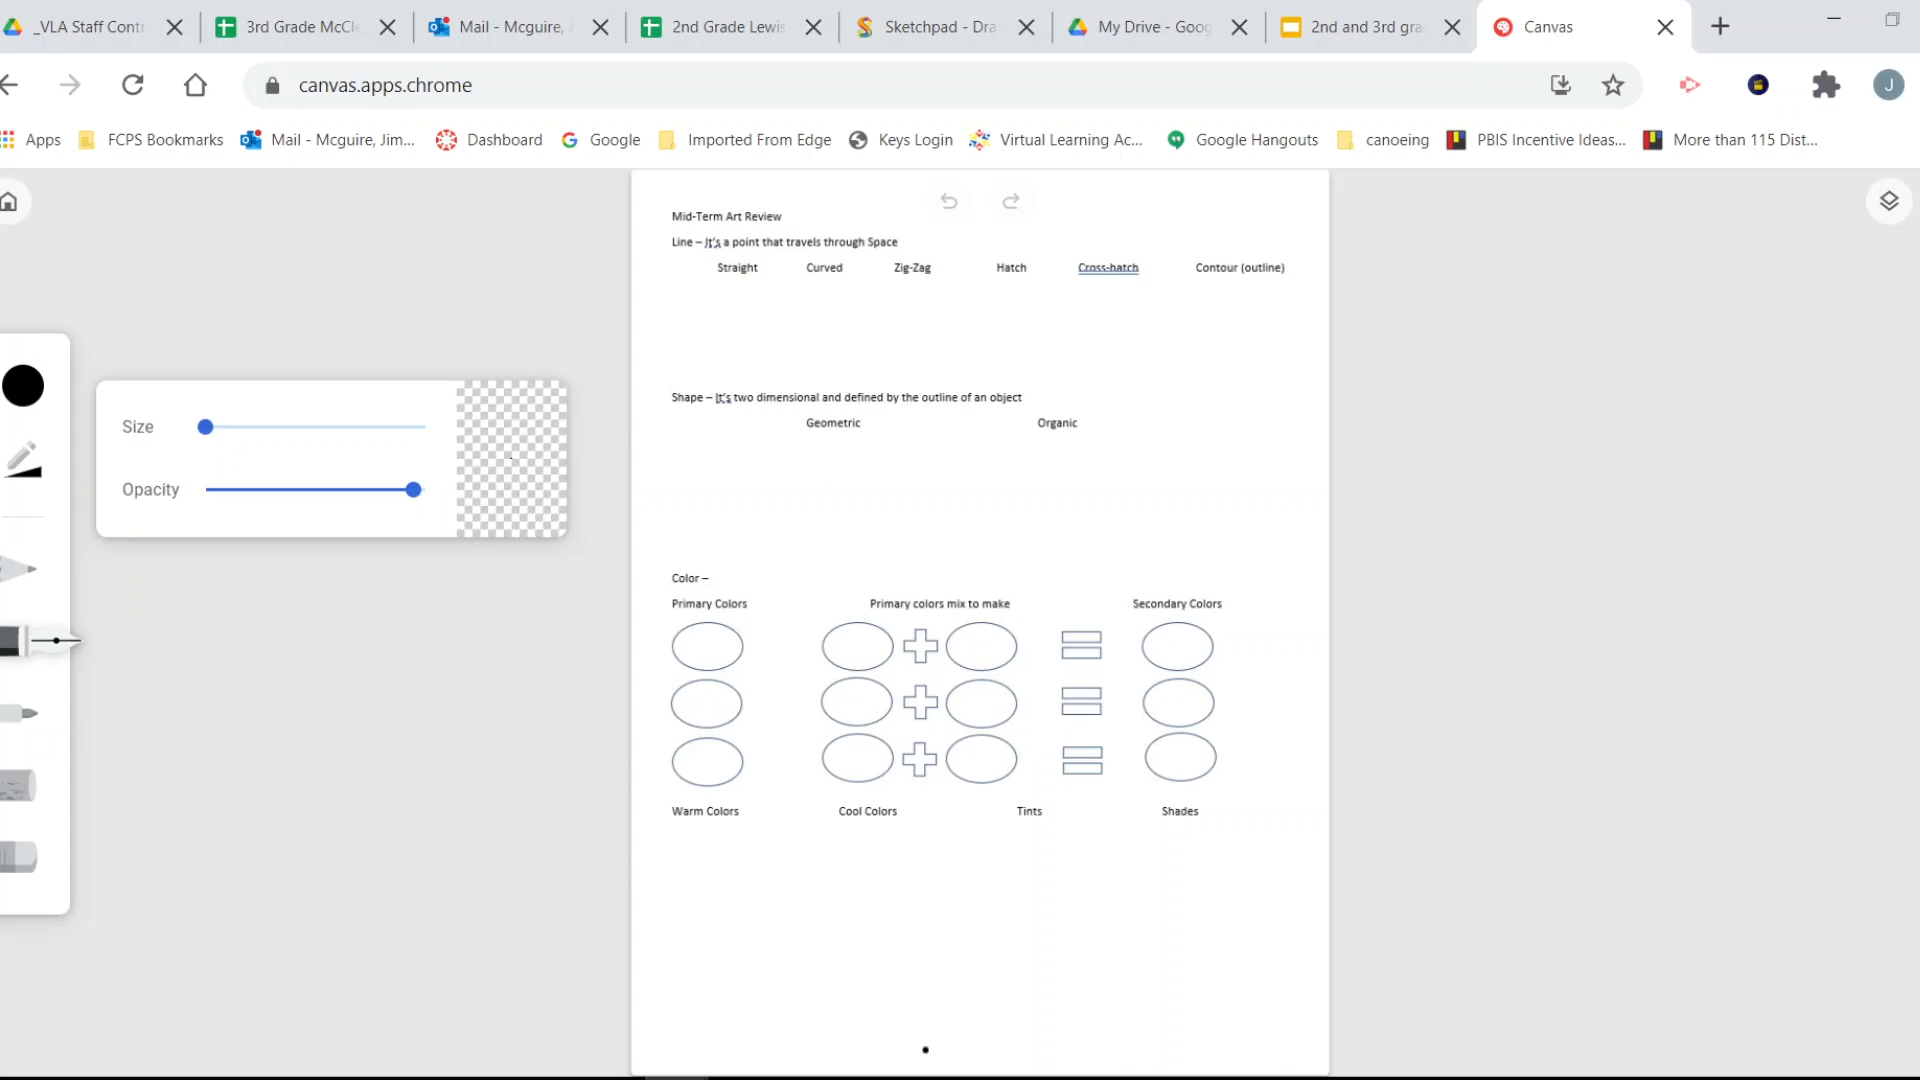 _VLA Staff Contr
3rd Grade McCle
Mail - Mcguire, J
2nd Grade Lewis
Sketchpad - Dra
My Drive - Goog
2nd and 3rd gra
Canvas
canvas.apps.chrome
J
Apps
FCPS Bookmarks
Mail - Mcguire, Jim...
Dashboard
Google
Imported From Edge
Keys Login
Virtual Learning Ac...
Google Hangouts
canoeing
PBIS Incentive Ideas...
More than 115 Dist...
Mid-Term Art Review
Line – It's a point that travels through Space
Straight Curved Zig-Zag Hatch Cross-hatch Contour (outline)
Size
Opacity
Shape – It's two dimensional and defined by the outline of an object
Geometric Organic
Color –
Primary Colors Primary colors mix to make Secondary Colors
Warm Colors Cool Colors Tints Shades